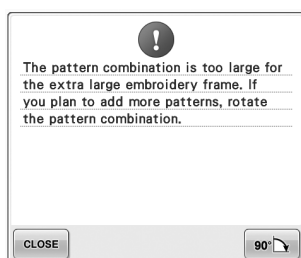 The pattern combination is too large for
the extra large embroidery frame. If
you plan to add more patterns, rotate
the pattern combination.
CLOSE
90°